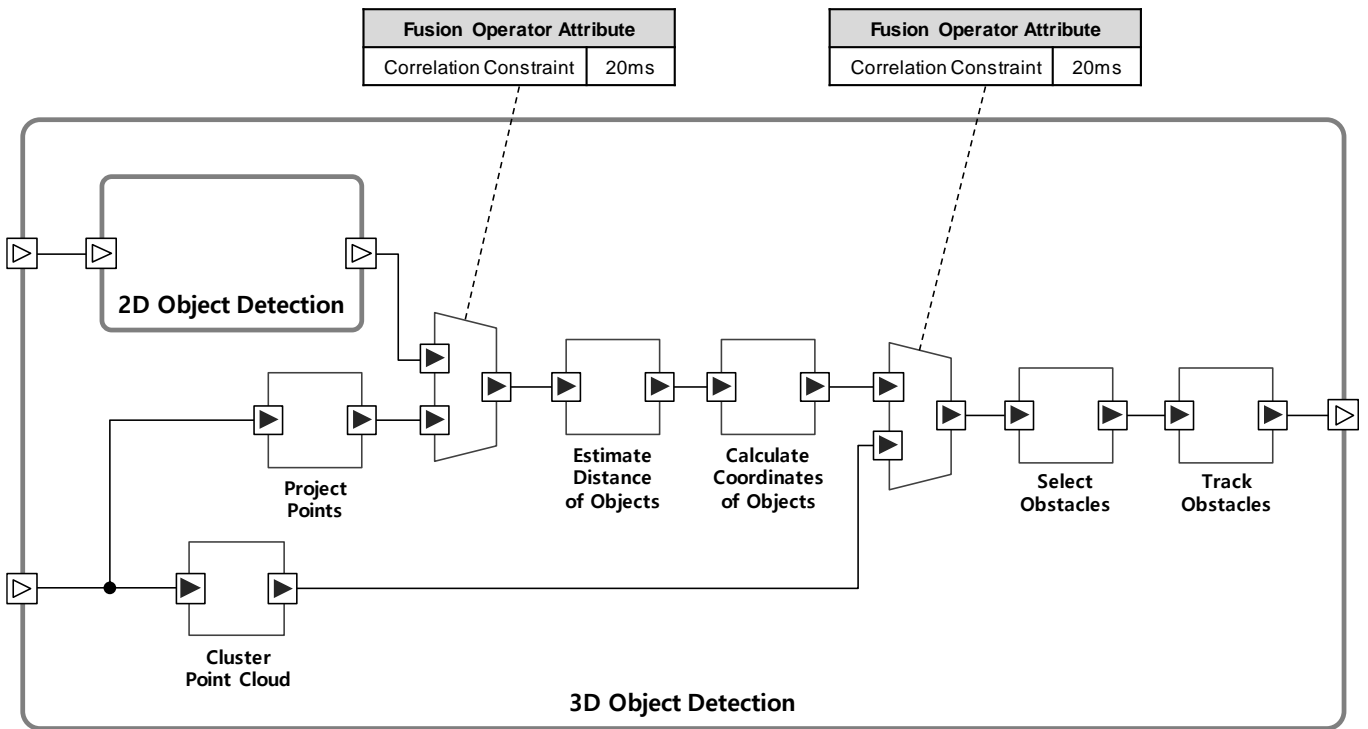 Fusion Operator Attribute
Correlation Constraint 20ms
Fusion Operator Attribute
Correlation Constraint 20ms
2D Object Detection
Project
Points
Estimate
Distance
of Objects
Calculate
Coordinates
of Objects
Select
Obstacles
Track
Obstacles
Cluster
Point Cloud
3D Object Detection